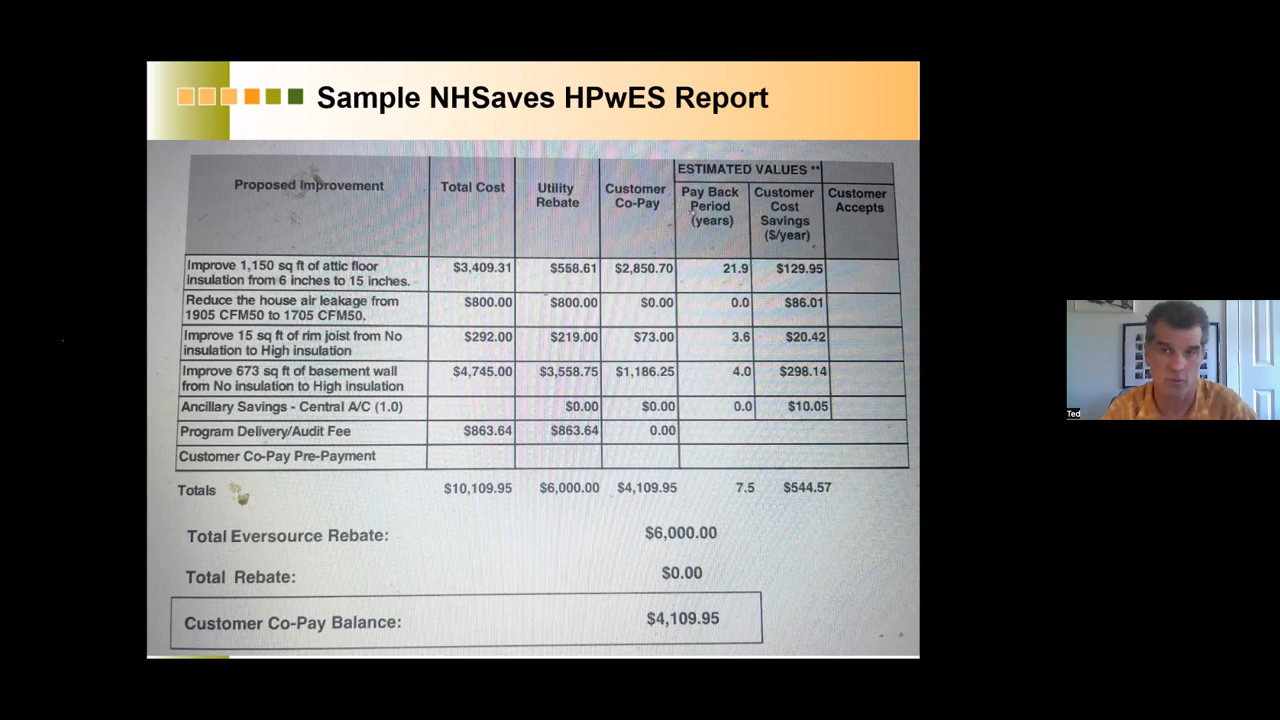 Sample NHSaves HPwES Report
Proposed Improvement
Total Cost
Utility
Rebate
Customer
Co-Pay
ESTIMATED VALUES **
Pay Back
Period
(years)
Customer
Cost
Savings
($/year)
Customer
Accepts
Improve 1,150 sq ft of attic floor
insulation from 6 inches to 15 inches.
$3,409.31 $558.61 $2,850.70 21.9 $129.95
Reduce the house air leakage from
1905 CFM50 to 1705 CFM50.
$800.00 $800.00 $0.00 0.0 $86.01
Improve 15 sq ft of rim joist from No
insulation to High insulation
$292.00 $219.00 $73.00 3.6 $20.42
Improve 673 sq ft of basement wall
from No insulation to High insulation
$4,745.00 $3,558.75 $1,186.25 4.0 $298.14
Ancillary Savings - Central A/C (1.0) $0.00 $0.00 0.0 $10.05
Program Delivery/Audit Fee $863.64 $863.64 0.00
Customer Co-Pay Pre-Payment
Totals $10,109.95 $6,000.00 $4,109.95 7.5 $544.57
Total Eversource Rebate: $6,000.00
Total Rebate: $0.00
Customer Co-Pay Balance: $4,109.95
Ted